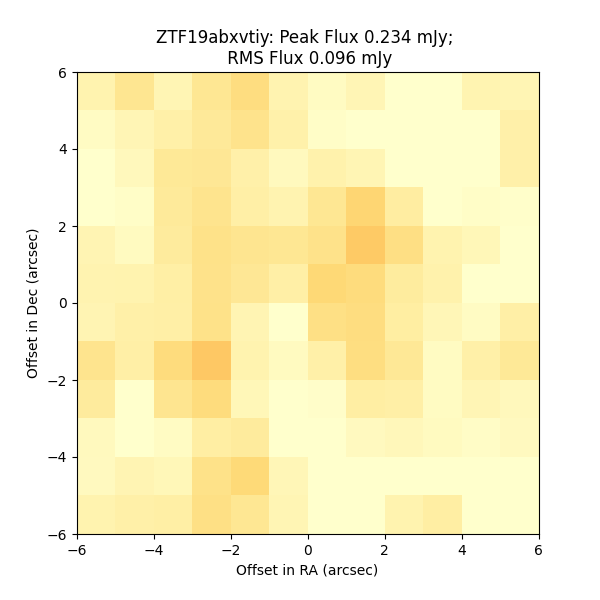 ZTF19abxvtiy: Peak Flux 0.234 mJy;
RMS Flux 0.096 mJy
6
4
2
0
−2
−4
−6
Offset in Dec (arcsec)
−6 −4 −2 0 2 4 6
Offset in RA (arcsec)